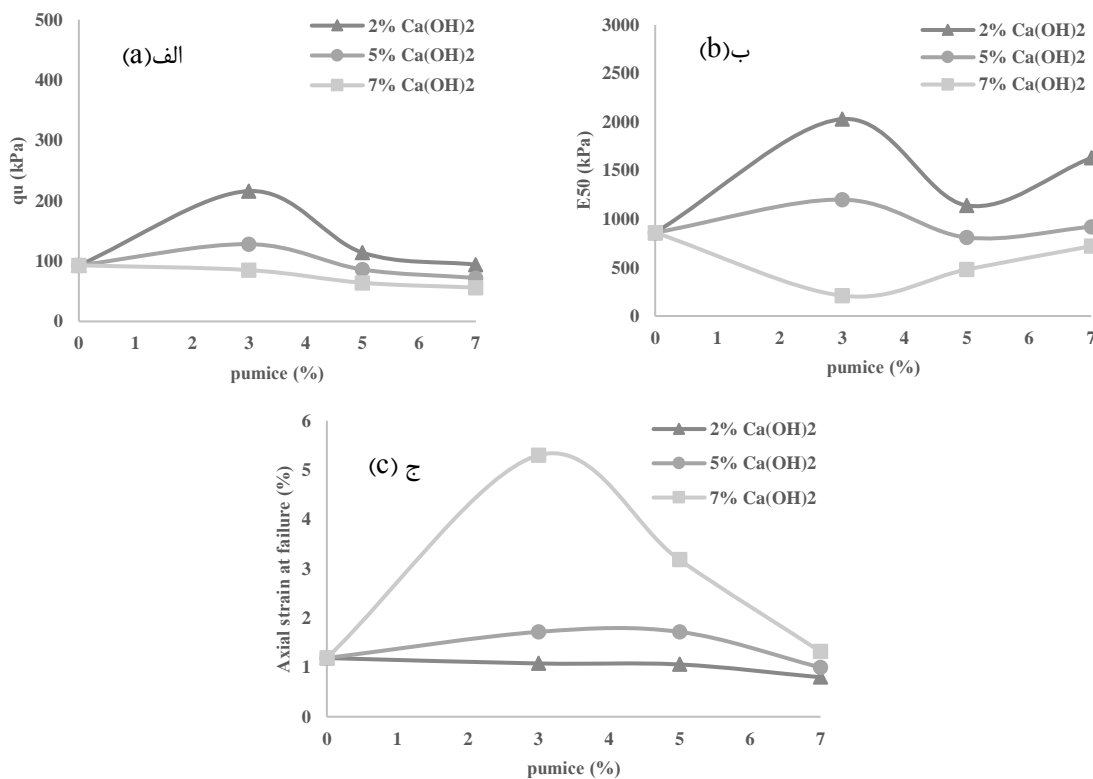 الف(a)
2% Ca(OH)2
5% Ca(OH)2
7% Ca(OH)2
qu (kPa)
500
400
300
200
100
0
0 1 2 3 4 5 6 7
pumice (%)
ب(b)
2% Ca(OH)2
5% Ca(OH)2
7% Ca(OH)2
E50 (kPa)
3000
2500
2000
1500
1000
500
0
0 1 2 3 4 5 6 7
pumice (%)
ج (c)
2% Ca(OH)2
5% Ca(OH)2
7% Ca(OH)2
Axial strain at failure (%)
6
5
4
3
2
1
0
0 1 2 3 4 5 6 7
pumice (%)